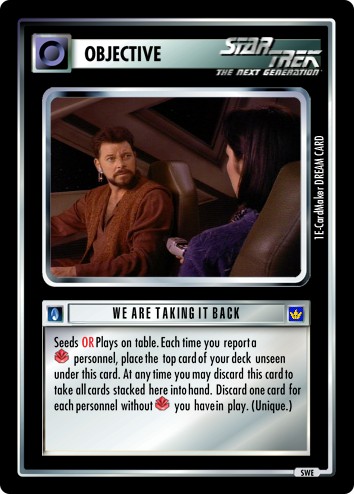 OBJECTIVE
STAR TREK
THE NEXT GENERATION
1E-CardMaker DREAM CARD
WE ARE TAKING IT BACK
Seeds OR Plays on table. Each time you report a
personnel, place the top card of your deck unseen
under this card. At any time you may discard this card to
take all cards stacked here into hand. Discard one card for
each personnel without you have in play. (Unique.)
SWE